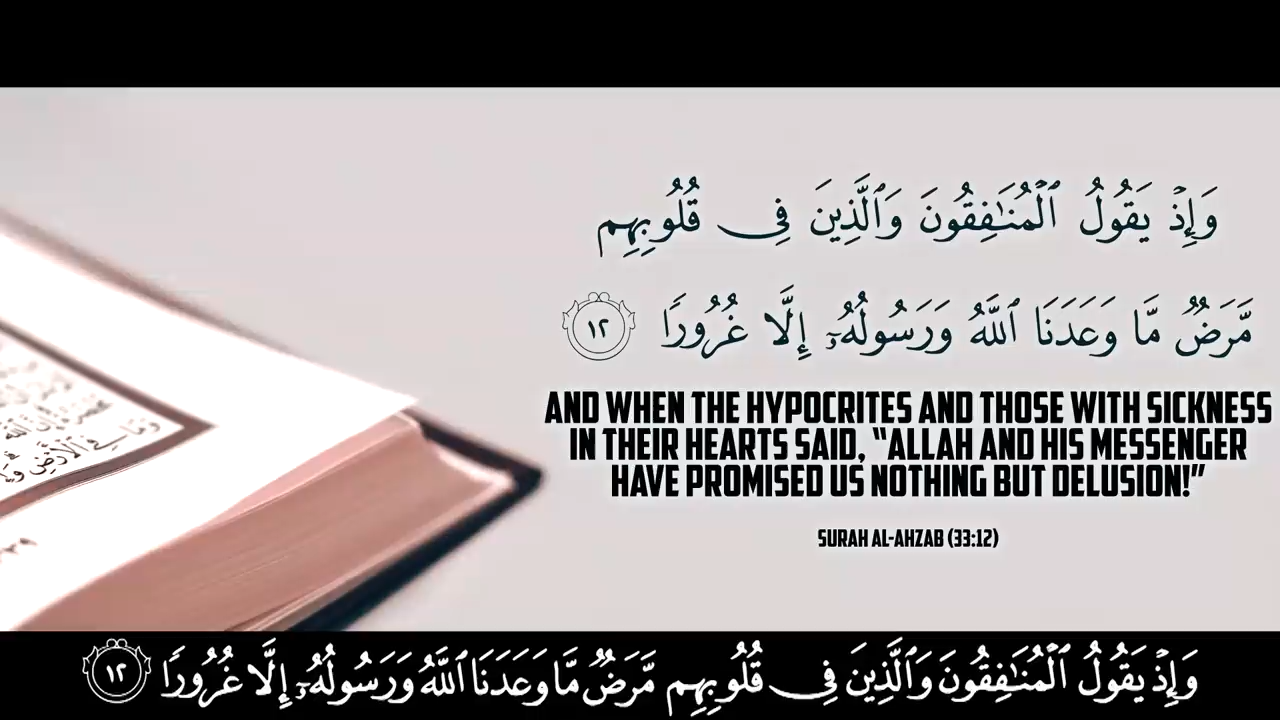 وَإِذْ يَقُولُ ٱلْمُنَٰفِقُونَ وَٱلَّذِينَ فِى قُلُوبِهِم
مَّرَضٌ مَّا وَعَدَنَا ٱللَّهُ وَرَسُولُهُۥٓ إِلَّا غُرُورًا ١٢
AND WHEN THE HYPOCRITES AND THOSE WITH SICKNESS
IN THEIR HEARTS SAID, “ALLAH AND HIS MESSENGER
HAVE PROMISED US NOTHING BUT DELUSION!”
SURAH AL-AHZAB (33:12)
وَإِذْ يَقُولُ ٱلْمُنَٰفِقُونَ وَٱلَّذِينَ فِى قُلُوبِهِم مَّرَضٌ مَّا وَعَدَنَا ٱللَّهُ وَرَسُولُهُۥٓ إِلَّا غُرُورًا ١٢